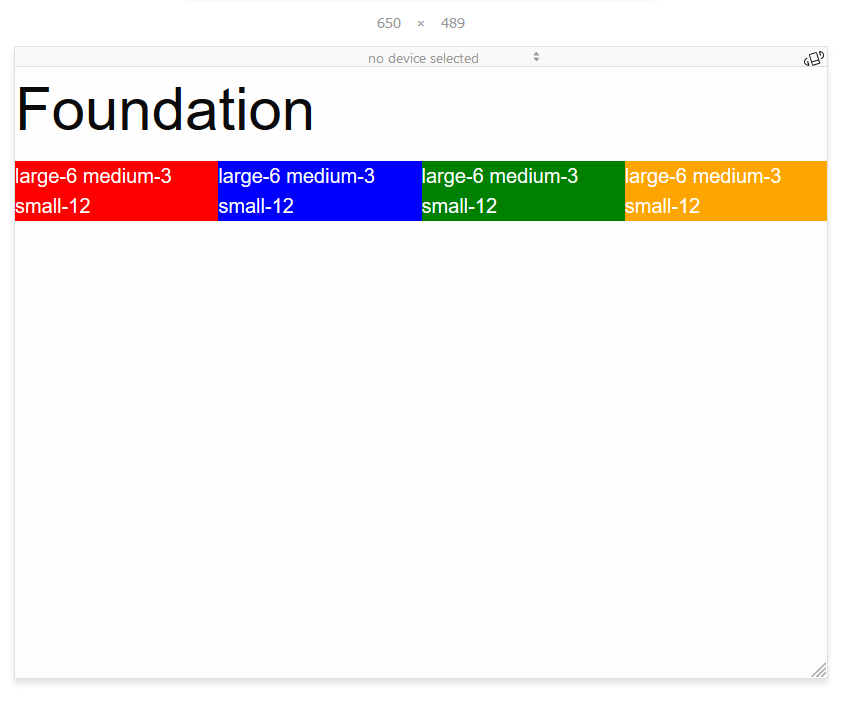 650 × 489
no device selected
Foundation
large-6 medium-3 large-6 medium-3 large-6 medium-3 large-6 medium-3
small-12 small-12 small-12 small-12